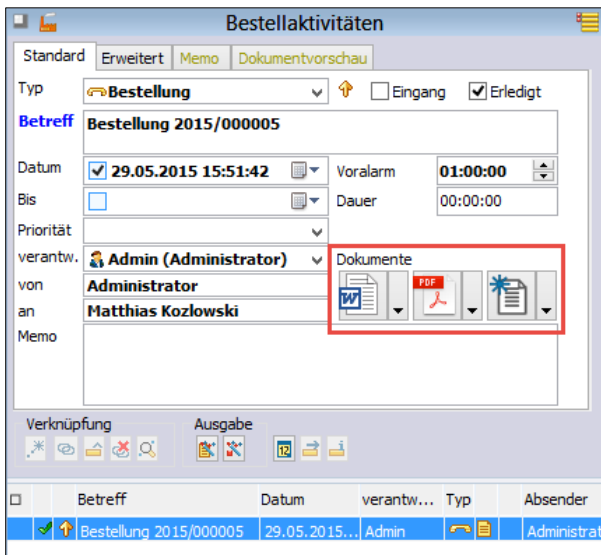 Bestellaktivitäten
Standard Erweitert Memo Dokumentvorschau
Typ Bestellung Eingang Erledigt
Betreff Bestellung 2015/000005
Datum 29.05.2015 15:51:42 Voralarm 01:00:00
Bis Dauer 00:00:00
Priorität
verantw. Admin (Administrator) Dokumente
von Administrator
an Matthias Kozlowski
W PDF
Memo
Verknüpfung Ausgabe
12
Betreff Datum verantw... Typ Absender
Bestellung 2015/000005 29.05.2015... Admin Administrat